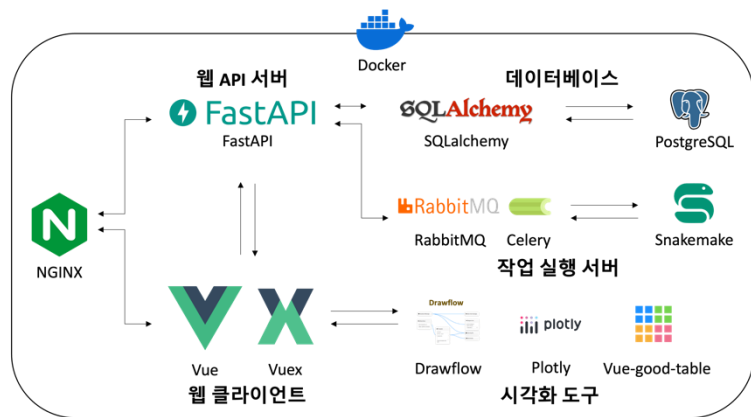 Docker
웹 API 서버
데이터베이스
FastAPI
FastAPI
SQLAlchemy
SQLalchemy
PostgreSQL
NGINX
RabbitMQ
RabbitMQ
Celery
Snakemake
작업 실행 서버
Drawflow
plotly
Vue
Vuex
Drawflow
Plotly
Vue-good-table
웹 클라이언트
시각화 도구